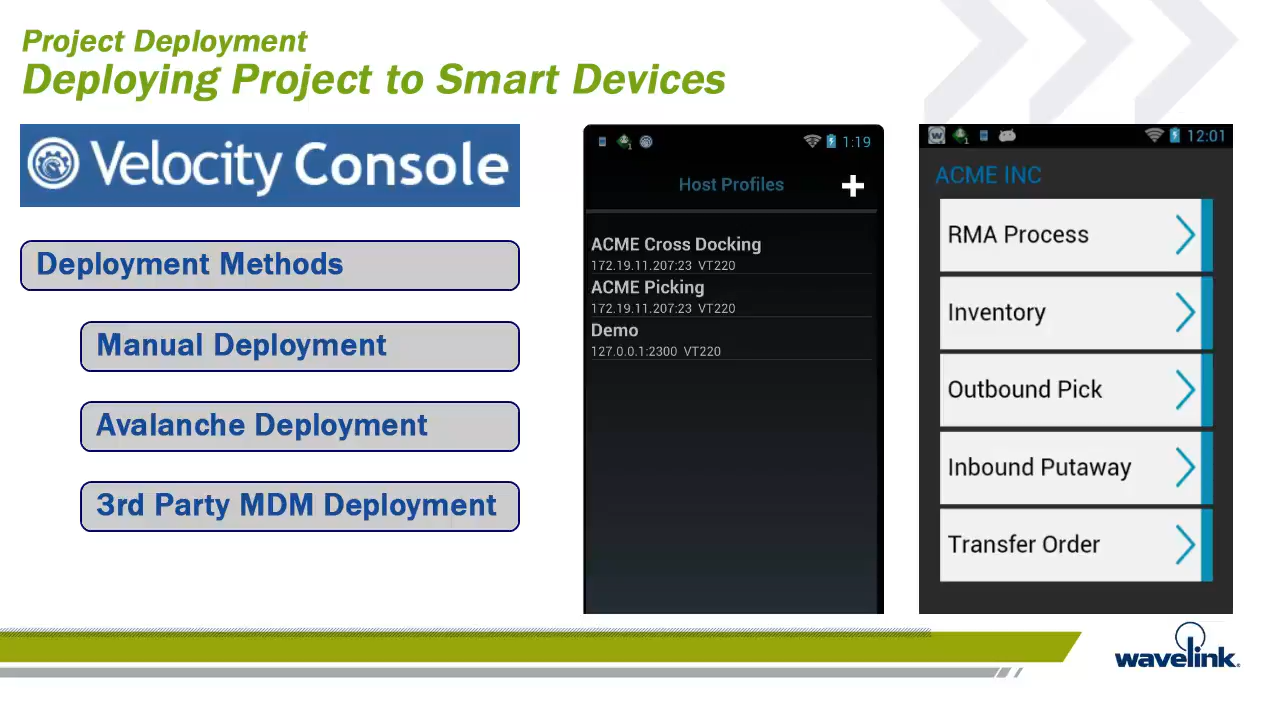 Project Deployment
Deploying Project to Smart Devices
Velocity Console
Deployment Methods
Manual Deployment
Avalanche Deployment
3rd Party MDM Deployment
1:19
Host Profiles
ACME Cross Docking
172.19.11.207:23 VT220
ACME Picking
172.19.11.207:23 VT220
Demo
127.0.0.1:2300 VT220
12:01
ACME INC
RMA Process
Inventory
Outbound Pick
Inbound Putaway
Transfer Order
wavelink®